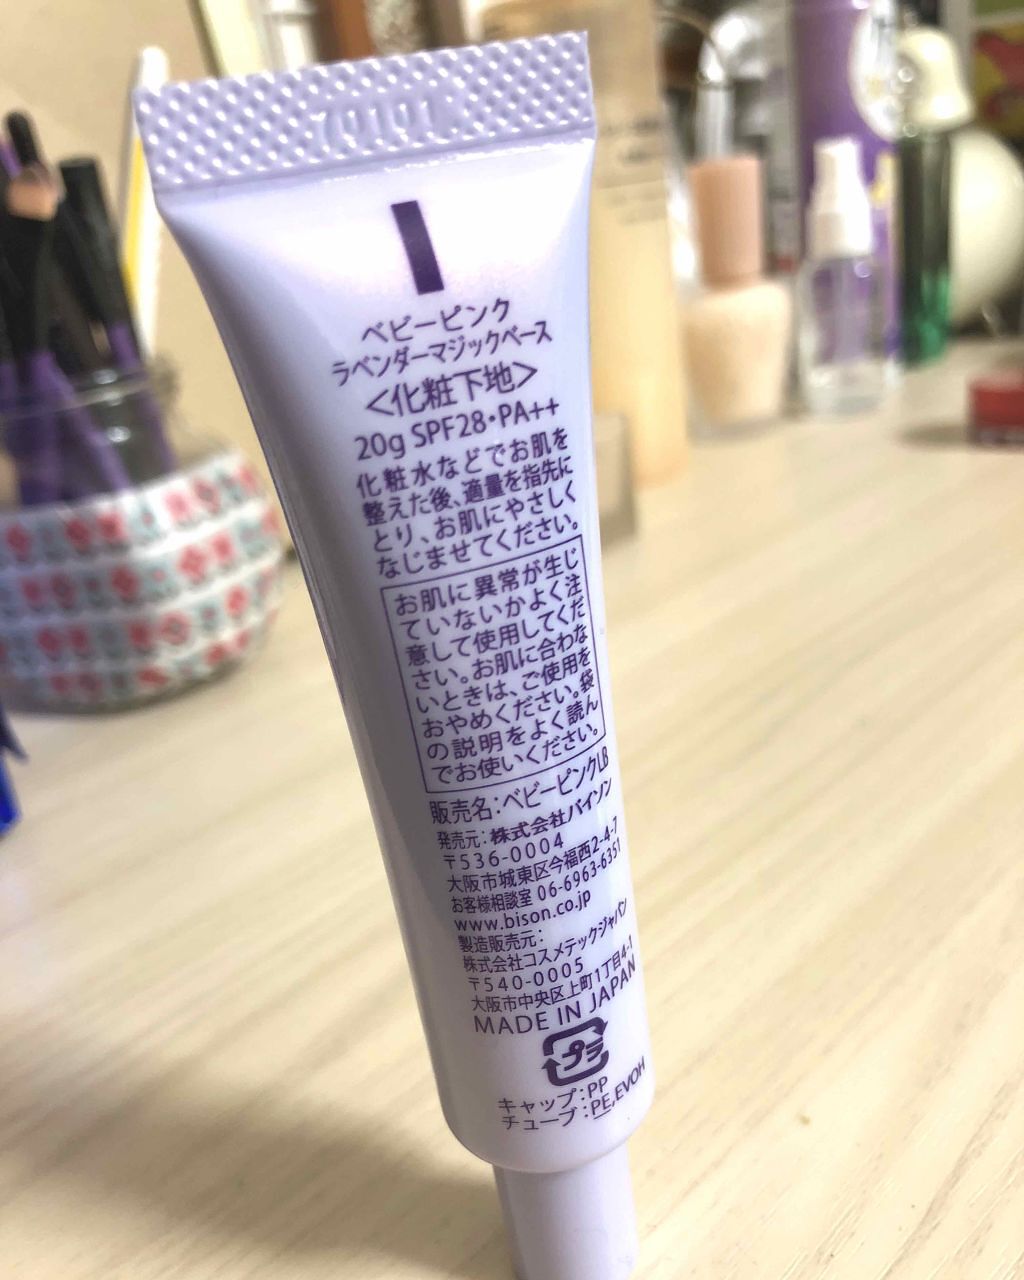 70101
ベビーピンク
ラベンダーマジックベース
<化粧下地>
20g SPF28・PA++
化粧水などでお肌を
整えた後、適量を指先に
とり、お肌にやさしく
なじませてください。
お肌に異常が生じ
ていないかよく注
意して使用してくだ
さい。お肌に合わな
いときは、ご使用を
おやめください。袋
の説明をよく読ん
でお使いください。
販売名:ベビーピンクLB
発売元:株式会社バイソン
〒536-0004
大阪市城東区今福西2-4-7
お客様相談室 06-6963-6351
www.bison.co.jp
製造販売元:
株式会社コスメテックジャパン
〒540-0005
大阪市中央区上町1丁目4-1
MADE IN JAPAN
プラ
キャップ:PP
チューブ:PE,EVOH